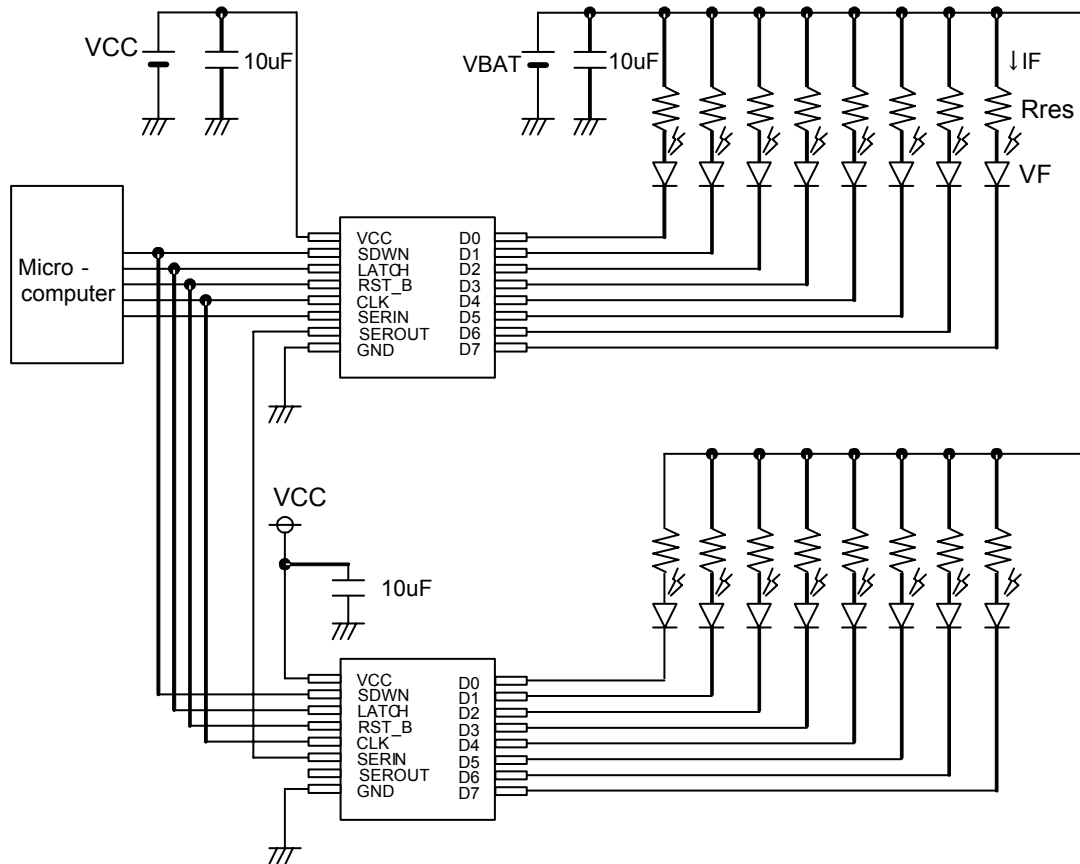 VCC
10uF
VBAT
10uF
↓IF
Rres
VF
Micro -
computer
VCC
SDWN
LATCH
RST_B
CLK
SERIN
SEROUT
GND
D0
D1
D2
D3
D4
D5
D6
D7
VCC
10uF
VCC
SDWN
LATCH
RST_B
CLK
SERIN
SEROUT
GND
D0
D1
D2
D3
D4
D5
D6
D7